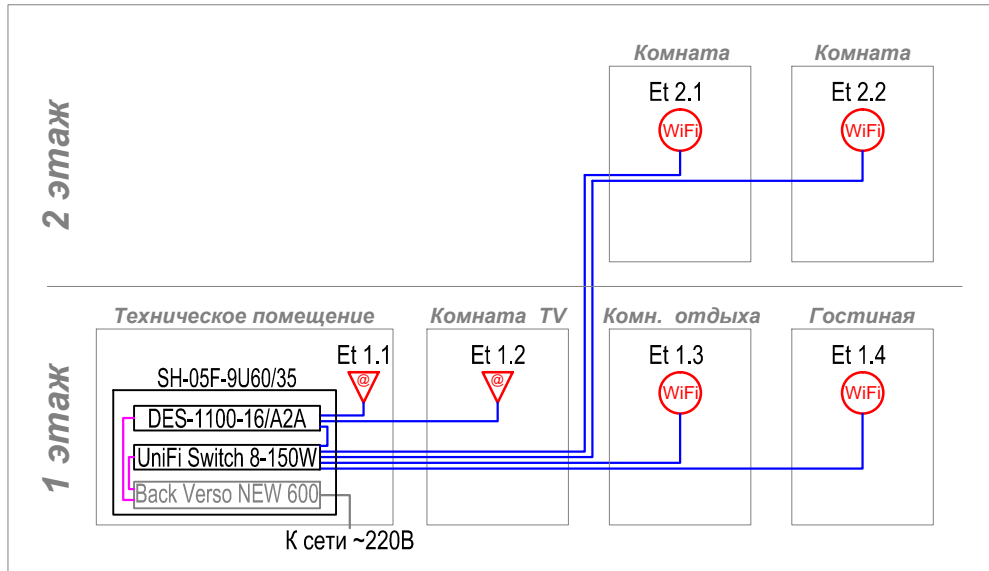 2 этаж
Комната
Комната
Et 2.1
Et 2.2
WiFi
WiFi
1 этаж
Техническое помещение
Комната TV
Комн. отдыха
Гостиная
Et 1.1
Et 1.2
Et 1.3
Et 1.4
@
@
WiFi
WiFi
SH-05F-9U60/35
DES-1100-16/A2A
UniFi Switch 8-150W
Back Verso NEW 600
К сети ~220В